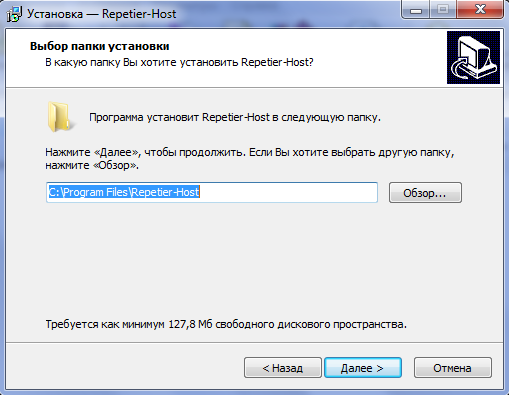 Установка — Repetier-Host
Выбор папки установки
В какую папку Вы хотите установить Repetier-Host?
Программа установит Repetier-Host в следующую папку.
Нажмите «Далее», чтобы продолжить. Если Вы хотите выбрать другую папку,
нажмите «Обзор».
C:\Program Files\Repetier-Host
Обзор...
Требуется как минимум 127,8 Мб свободного дискового пространства.
< Назад
Далее >
Отмена